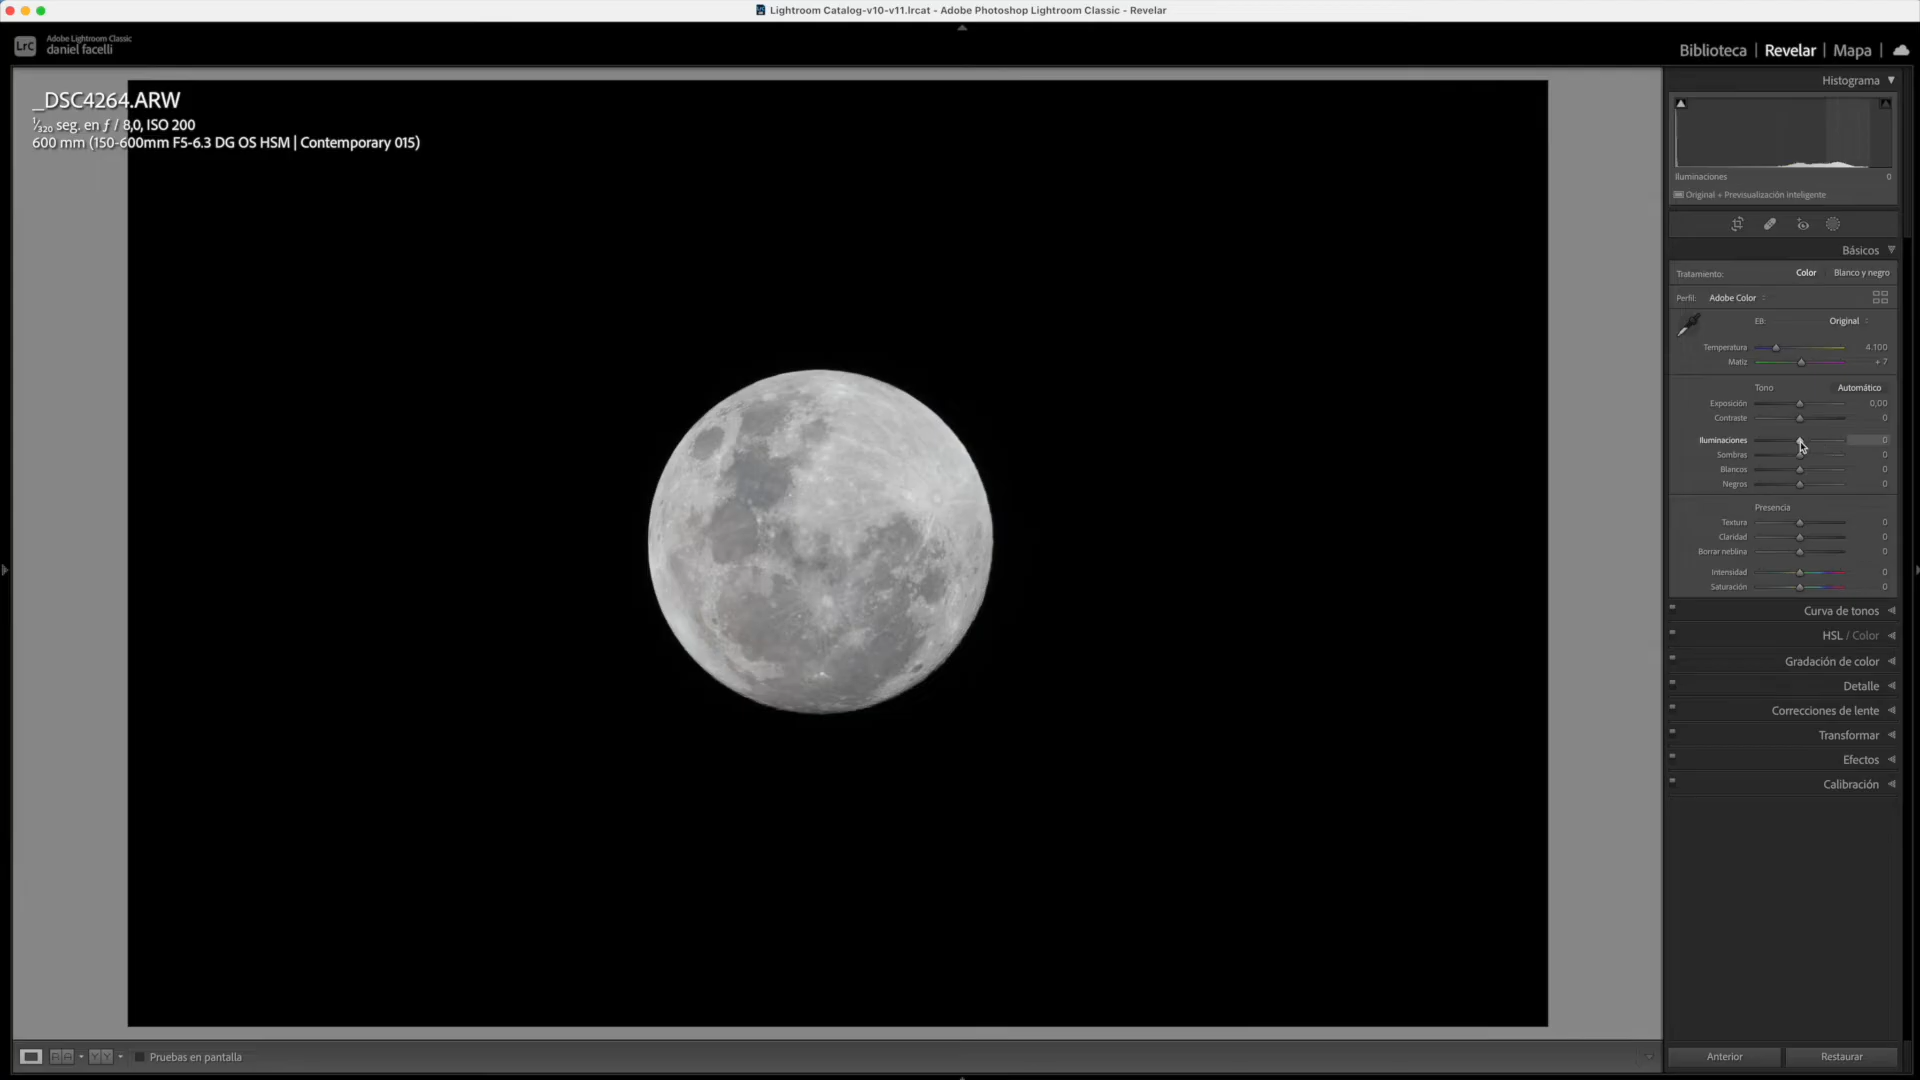 Lightroom Catalog-v10-v11.lrcat - Adobe Photoshop Lightroom Classic - Revelar
LrC
Adobe Lightroom Classic
daniel facelli
Biblioteca | Revelar | Mapa |
_DSC4264.ARW
1/320 seg. en ƒ / 8,0, ISO 200
600 mm (150-600mm F5-6.3 DG OS HSM | Contemporary 015)
Histograma
Iluminaciones 0
Original + Previsualización inteligente
Básicos
Tratamiento: Color Blanco y negro
Perfil: Adobe Color
EB: Original
Temperatura 4.100
Matiz + 7
Tono Automático
Exposición 0,00
Contraste 0
Iluminaciones 0
Sombras 0
Blancos 0
Negros 0
Presencia
Textura 0
Claridad 0
Borrar neblina 0
Intensidad 0
Saturación 0
Curva de tonos
HSL / Color
Gradación de color
Detalle
Correcciones de lente
Transformar
Efectos
Calibración
Pruebas en pantalla
Anterior Restaurar